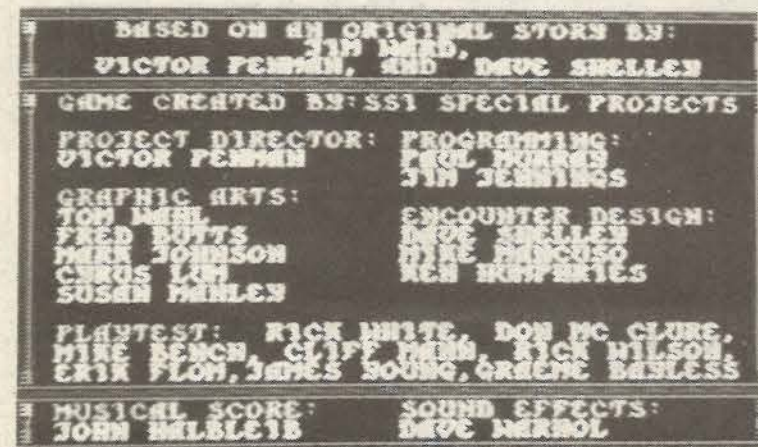 BASED ON AN ORIGINAL STORY BY:
JIM WARD,
VICTOR PENMAN, AND DAVE SHELLEY
GAME CREATED BY:SSI SPECIAL PROJECTS
PROJECT DIRECTOR:
VICTOR PENMAN
GRAPHIC ARTS:
TOM WAHL
FRED BUTTS
MARK JOHNSON
CYRUS LUM
SUSAN MANLEY
PROGRAMMING:
PAUL MURRAY
JIM JENNINGS
ENCOUNTER DESIGN:
DAVE SHELLEY
MIKE MANCUSO
KEN HUMPHRIES
PLAYTEST: RICK WHITE, DON MC CLURE,
MIKE BENCH, CLIFF MANN, RICK WILSON,
ERIK FLOM,JAMES YOUNG,GRAEME BAYLESS
MUSICAL SCORE:
JOHN HALBLEIB
SOUND EFFECTS:
DAVE WARHOL